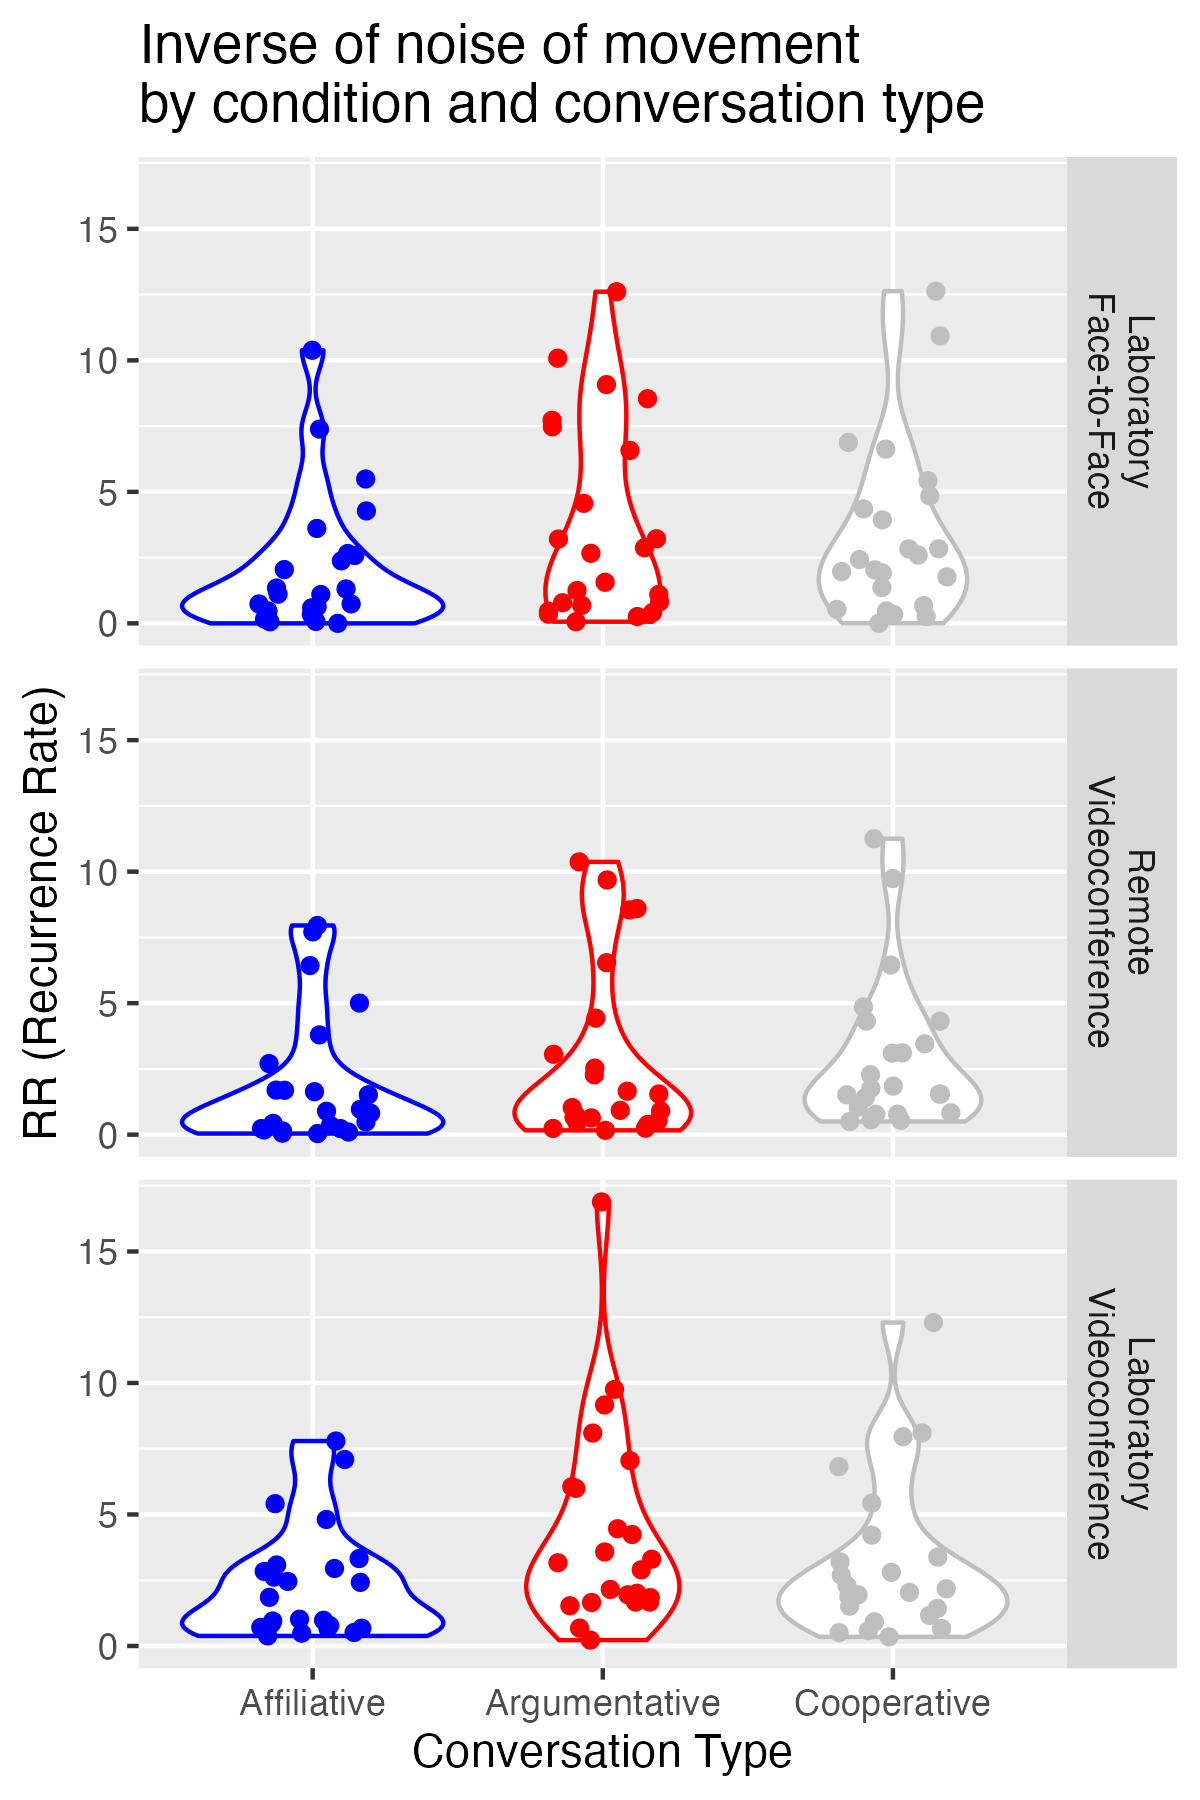 Inverse of noise of movement
by condition and conversation type
RR (Recurrence Rate)
15
10
5
0
Laboratory
Face-to-Face
15
10
5
0
Remote
Videoconference
15
10
5
0
Laboratory
Videoconference
Affiliative
Argumentative
Cooperative
Conversation Type